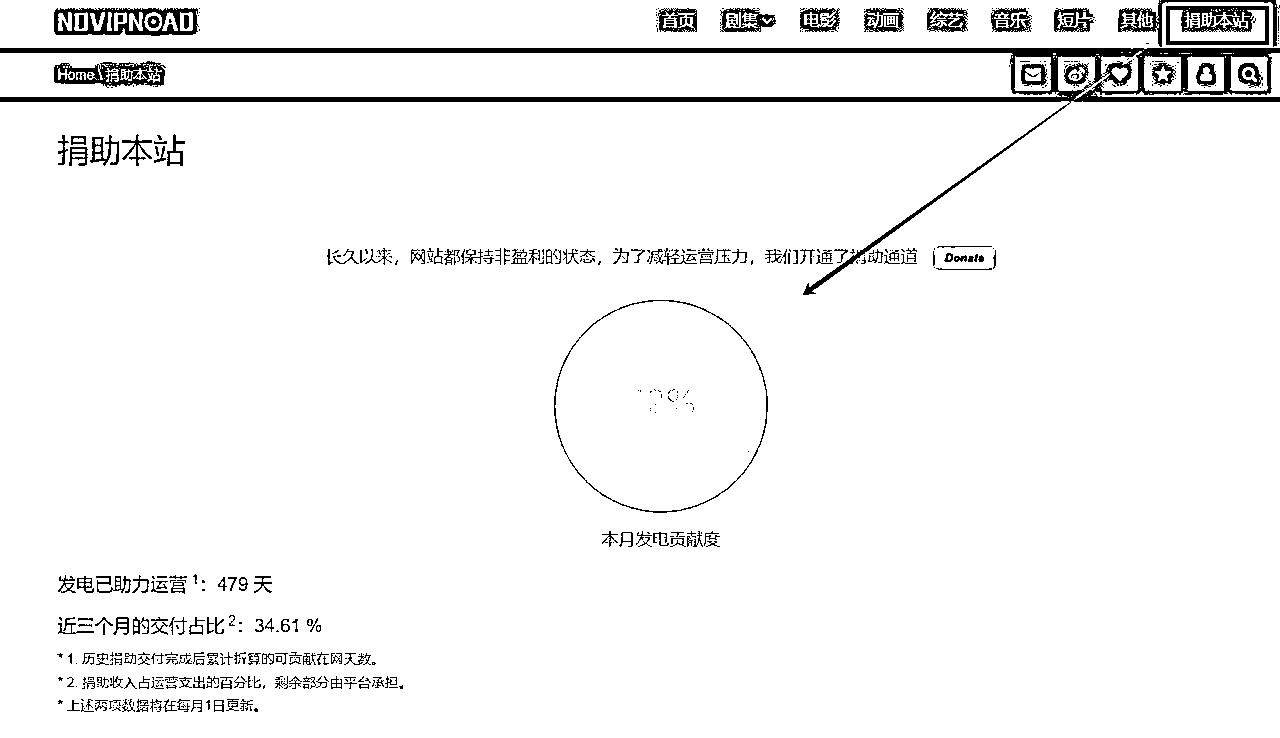 NOVIPNOAD 首页 剧集 电影 动画 综艺 音乐 短片 其他 捐助本站
Home \ 捐助本站
捐助本站
长久以来，网站都保持非盈利的状态，为了减轻运营压力，我们开通了捐助通道 Donate
12%
本月发电贡献度
发电已助力运营 1：479 天
近三个月的交付占比 2：34.61 %
* 1. 历史捐助交付完成后累计折算的可贡献在网天数。
* 2. 捐助收入占运营支出的百分比，剩余部分由平台承担。
* 上述两项数据将在每月1日更新。